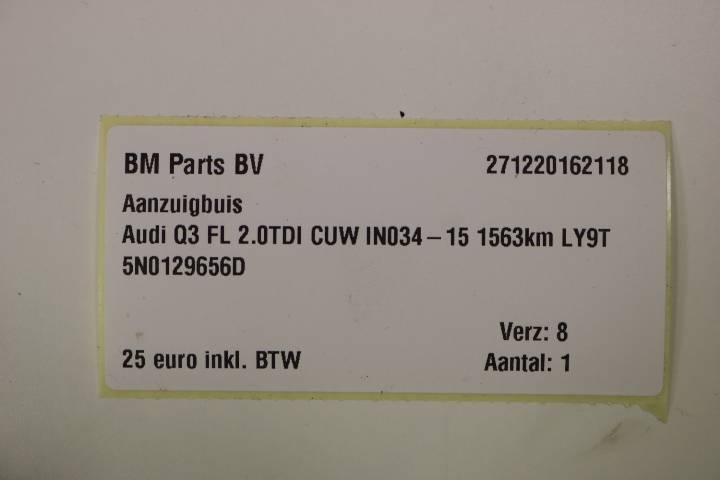 BM Parts BV 271220162118
Aanzuigbuis
Audi Q3 FL 2.0TDI CUW IN034 – 15 1563km LY9T
5N0129656D
Verz: 8
25 euro inkl. BTW Aantal: 1